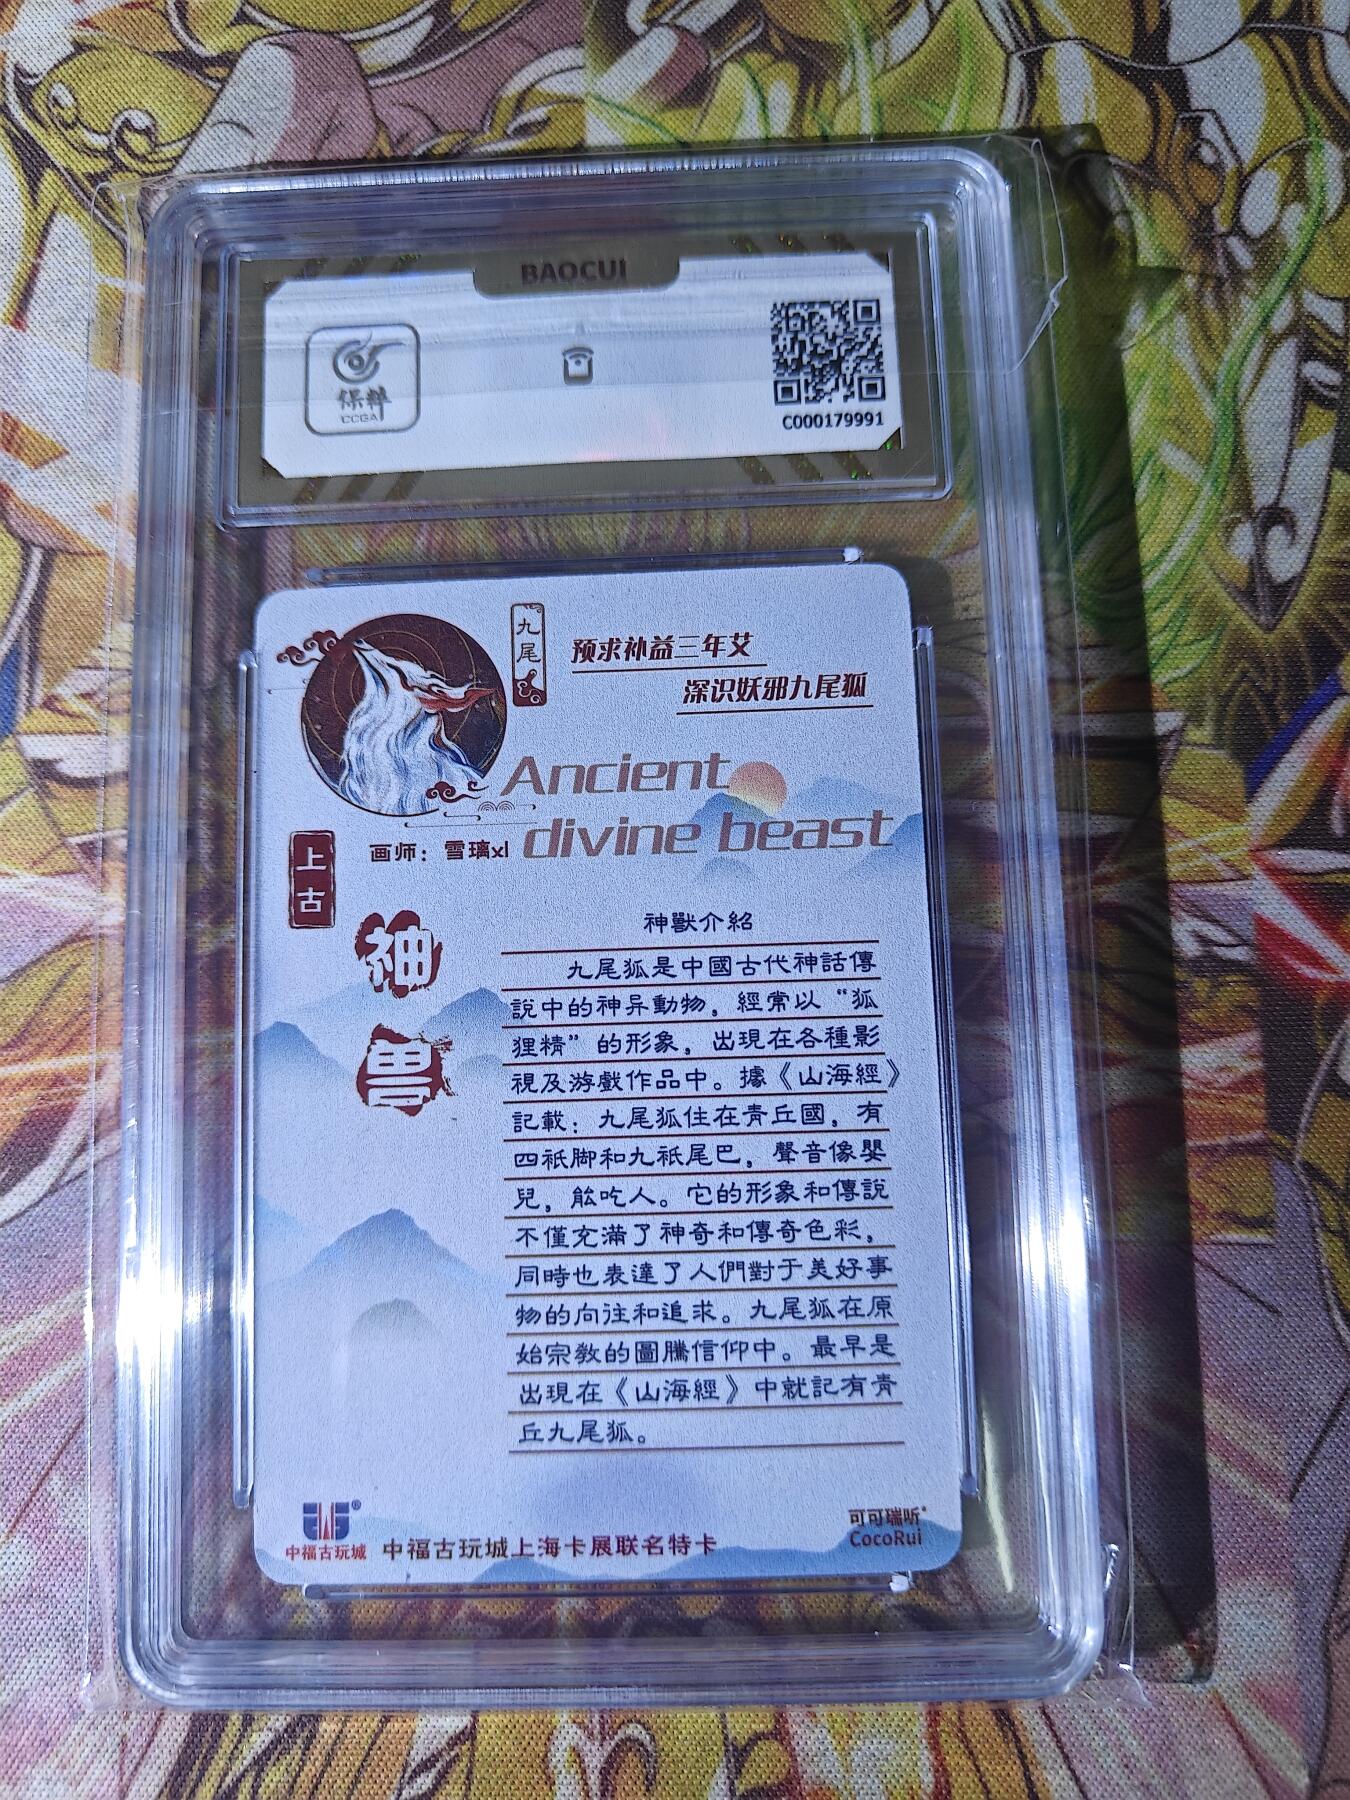 BAOCUI
保粹
CCGA
C000179991
九尾
预求补益三年艾
深识妖邪九尾狐
Ancient
divine beast
画师：雪璃xl
上古
神兽
神獸介紹
九尾狐是中國古代神話傳
說中的神异動物，經常以“狐
狸精”的形象，出現在各種影
視及游戲作品中。據《山海經》
記載：九尾狐住在青丘國，有
四祇脚和九祇尾巴，聲音像嬰
兒，能吃人。它的形象和傳說
不僅充滿了神奇和傳奇色彩，
同時也表達了人們對于美好事
物的向往和追求。九尾狐在原
始宗教的圖騰信仰中。最早是
出現在《山海經》中就記有青
丘九尾狐。
中福古玩城
中福古玩城上海卡展联名特卡
可可瑞听
CocoRui